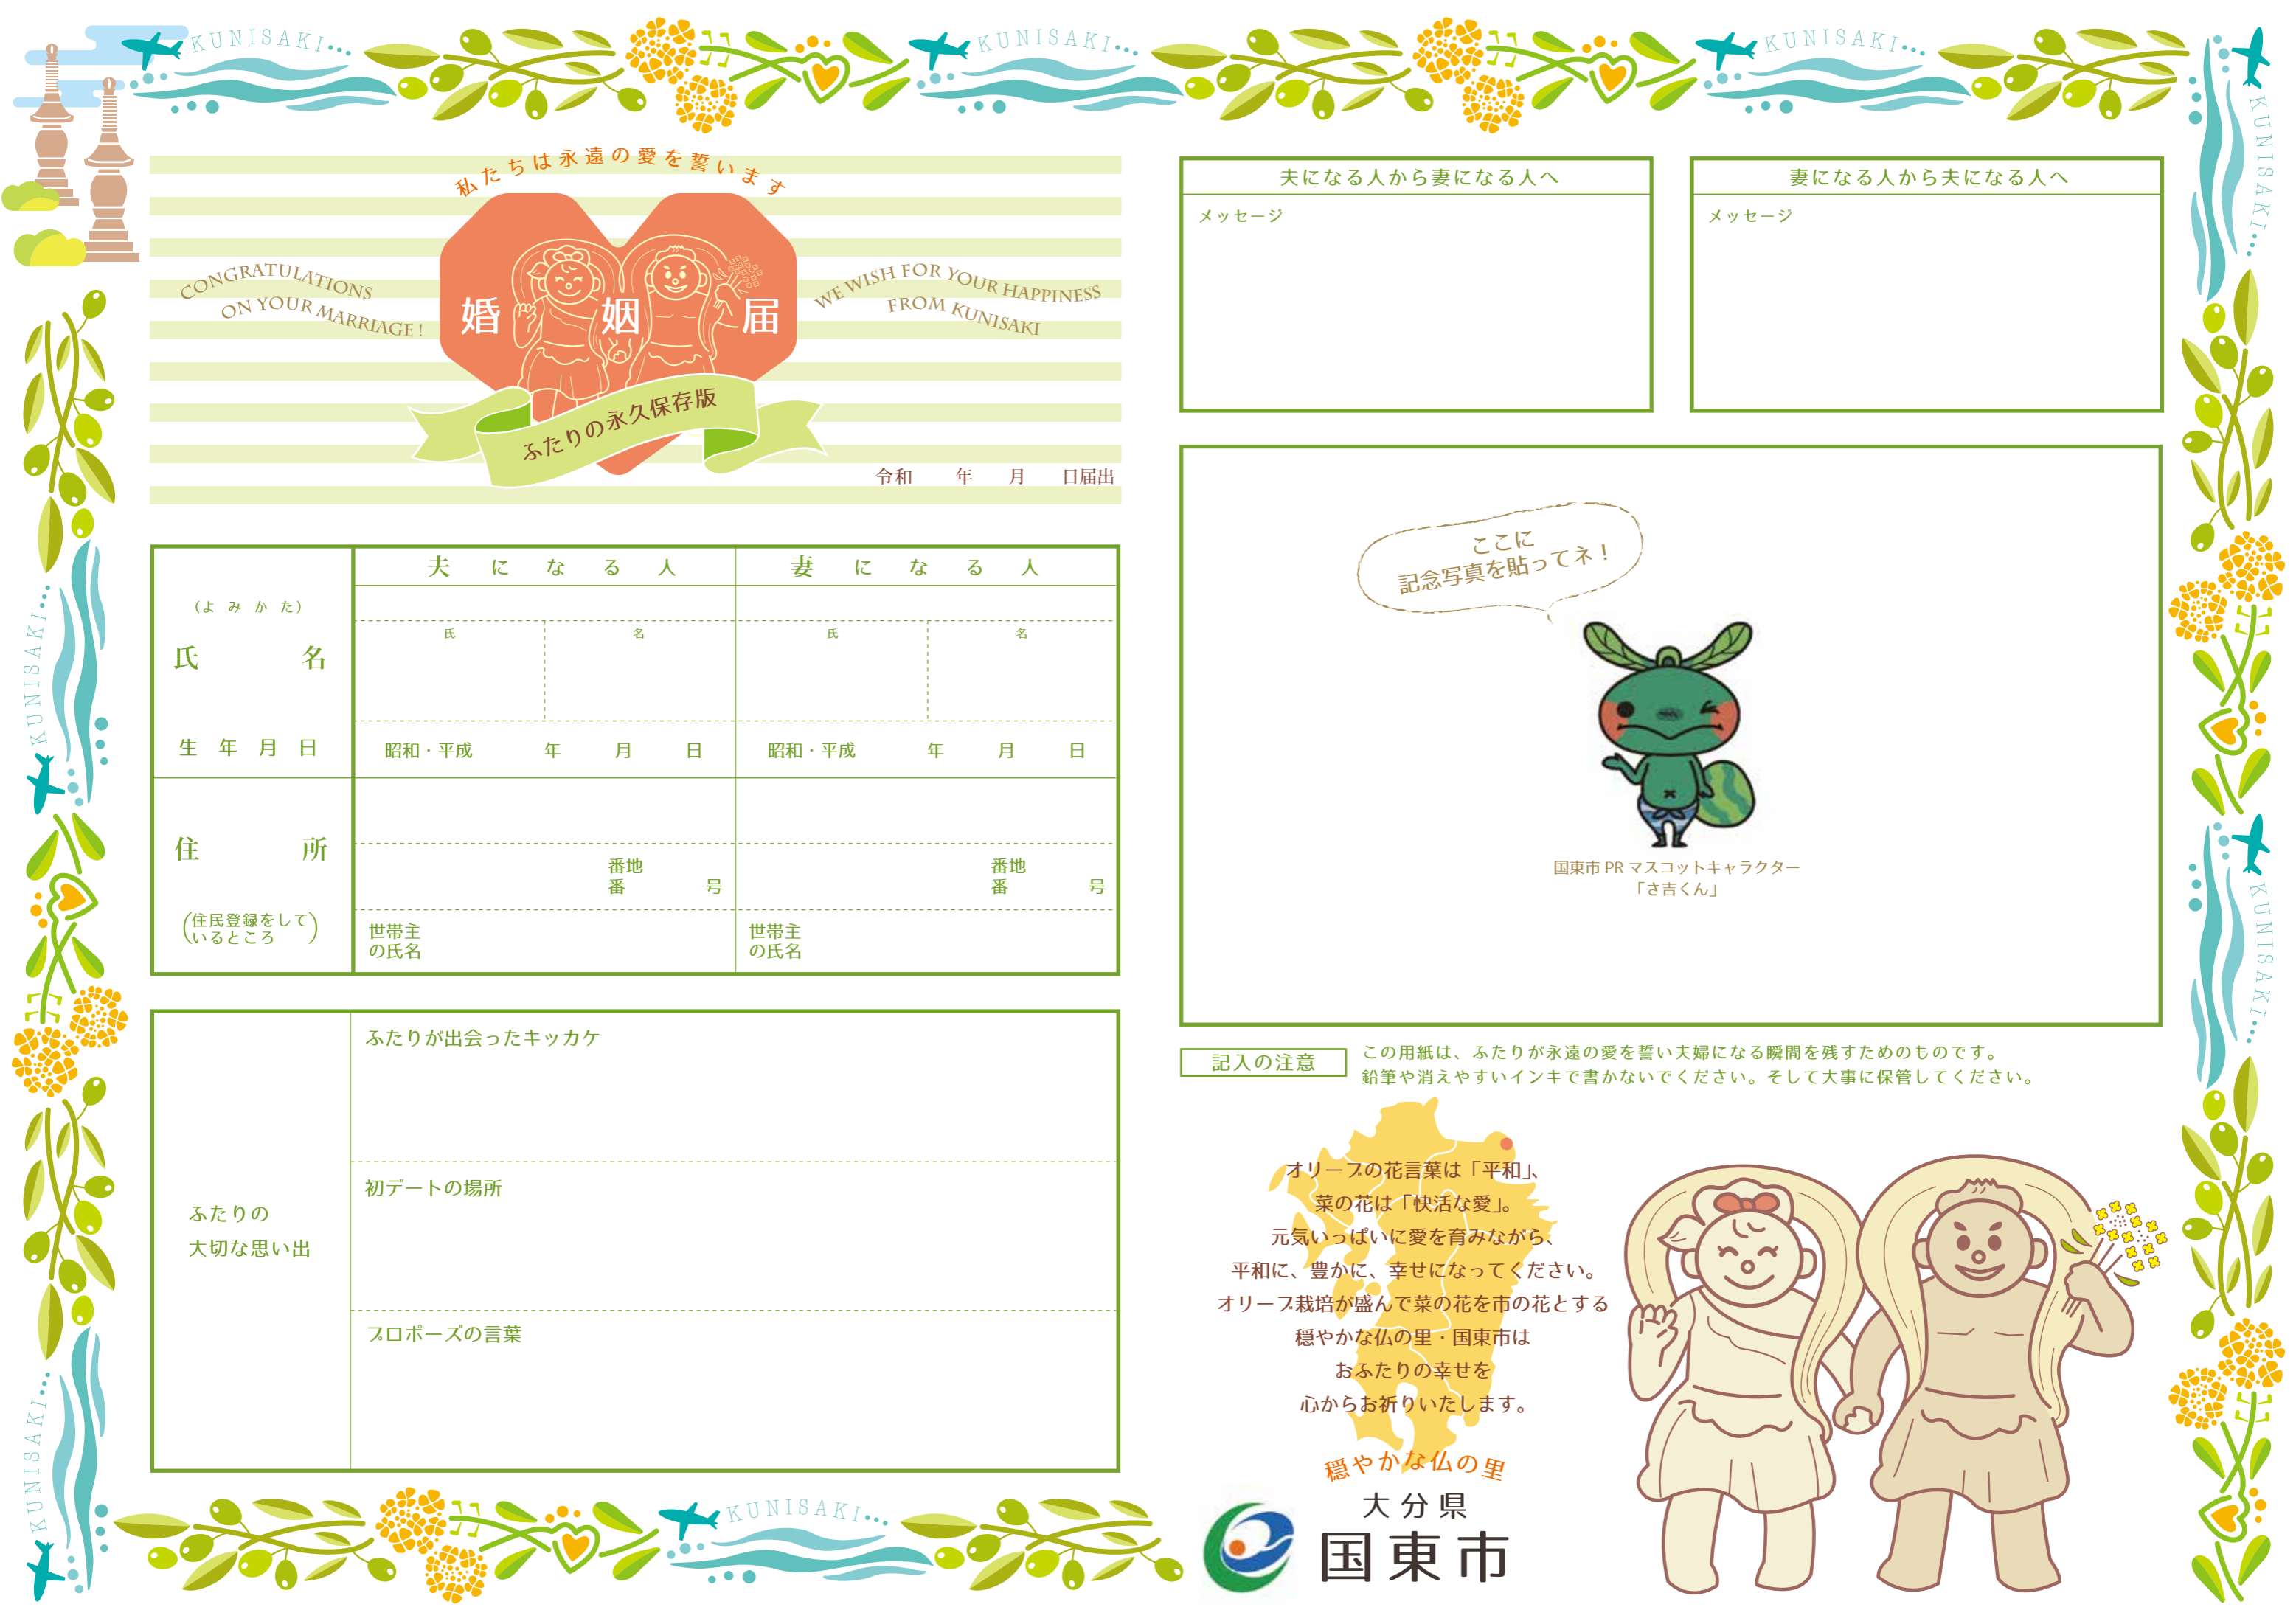 KUNISAKI...
KUNISAKI...
KUNISAKI...
私たちは永遠の愛を誓います
CONGRATULATIONS
ON YOUR MARRIAGE!
婚姻届
WE WISH FOR YOUR HAPPINESS
FROM KUNISAKI
ふたりの永久保存版
令和 年 月 日届出
夫になる人 妻になる人
(よみかた)
氏名
氏 名 氏 名
生年月日 昭和・平成 年 月 日 昭和・平成 年 月 日
住所
番地 番地
番 号 番 号
(住民登録をして
いるところ)
世帯主 世帯主
の氏名 の氏名
ふたりの
大切な思い出
ふたりが出会ったキッカケ
初デートの場所
プロポーズの言葉
夫になる人から妻になる人へ
メッセージ
妻になる人から夫になる人へ
メッセージ
ここに
記念写真を貼ってネ!
国東市PRマスコットキャラクター
「さ吉くん」
記入の注意
この用紙は、ふたりが永遠の愛を誓い夫婦になる瞬間を残すためのものです。
鉛筆や消えやすいインキで書かないでください。そして大事に保管してください。
オリーブの花言葉は「平和」、
菜の花は「快活な愛」。
元気いっぱいに愛を育みながら、
平和に、豊かに、幸せになってください。
オリーブ栽培が盛んで菜の花を市の花とする
穏やかな仏の里・国東市は
おふたりの幸せを
心からお祈りいたします。
穏やかな仏の里
大分県
国東市
KUNISAKI...
KUNISAKI...
KUNISAKI...
KUNISAKI...
KUNISAKI...